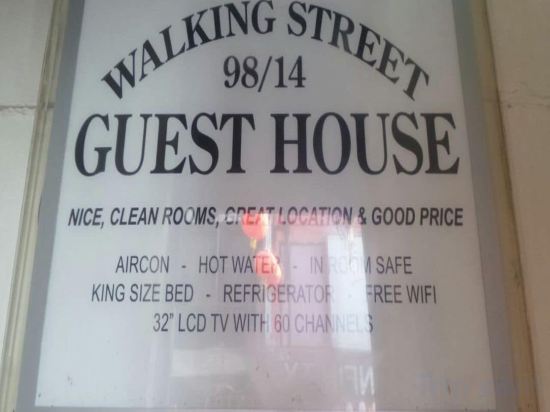 WALKING STREET
98/14
GUEST HOUSE
NICE, CLEAN ROOMS, GREAT LOCATION & GOOD PRICE
AIRCON - HOT WATER - IN ROOM SAFE
KING SIZE BED - REFRIGERATOR - FREE WIFI
32" LCD TV WITH 60 CHANNELS